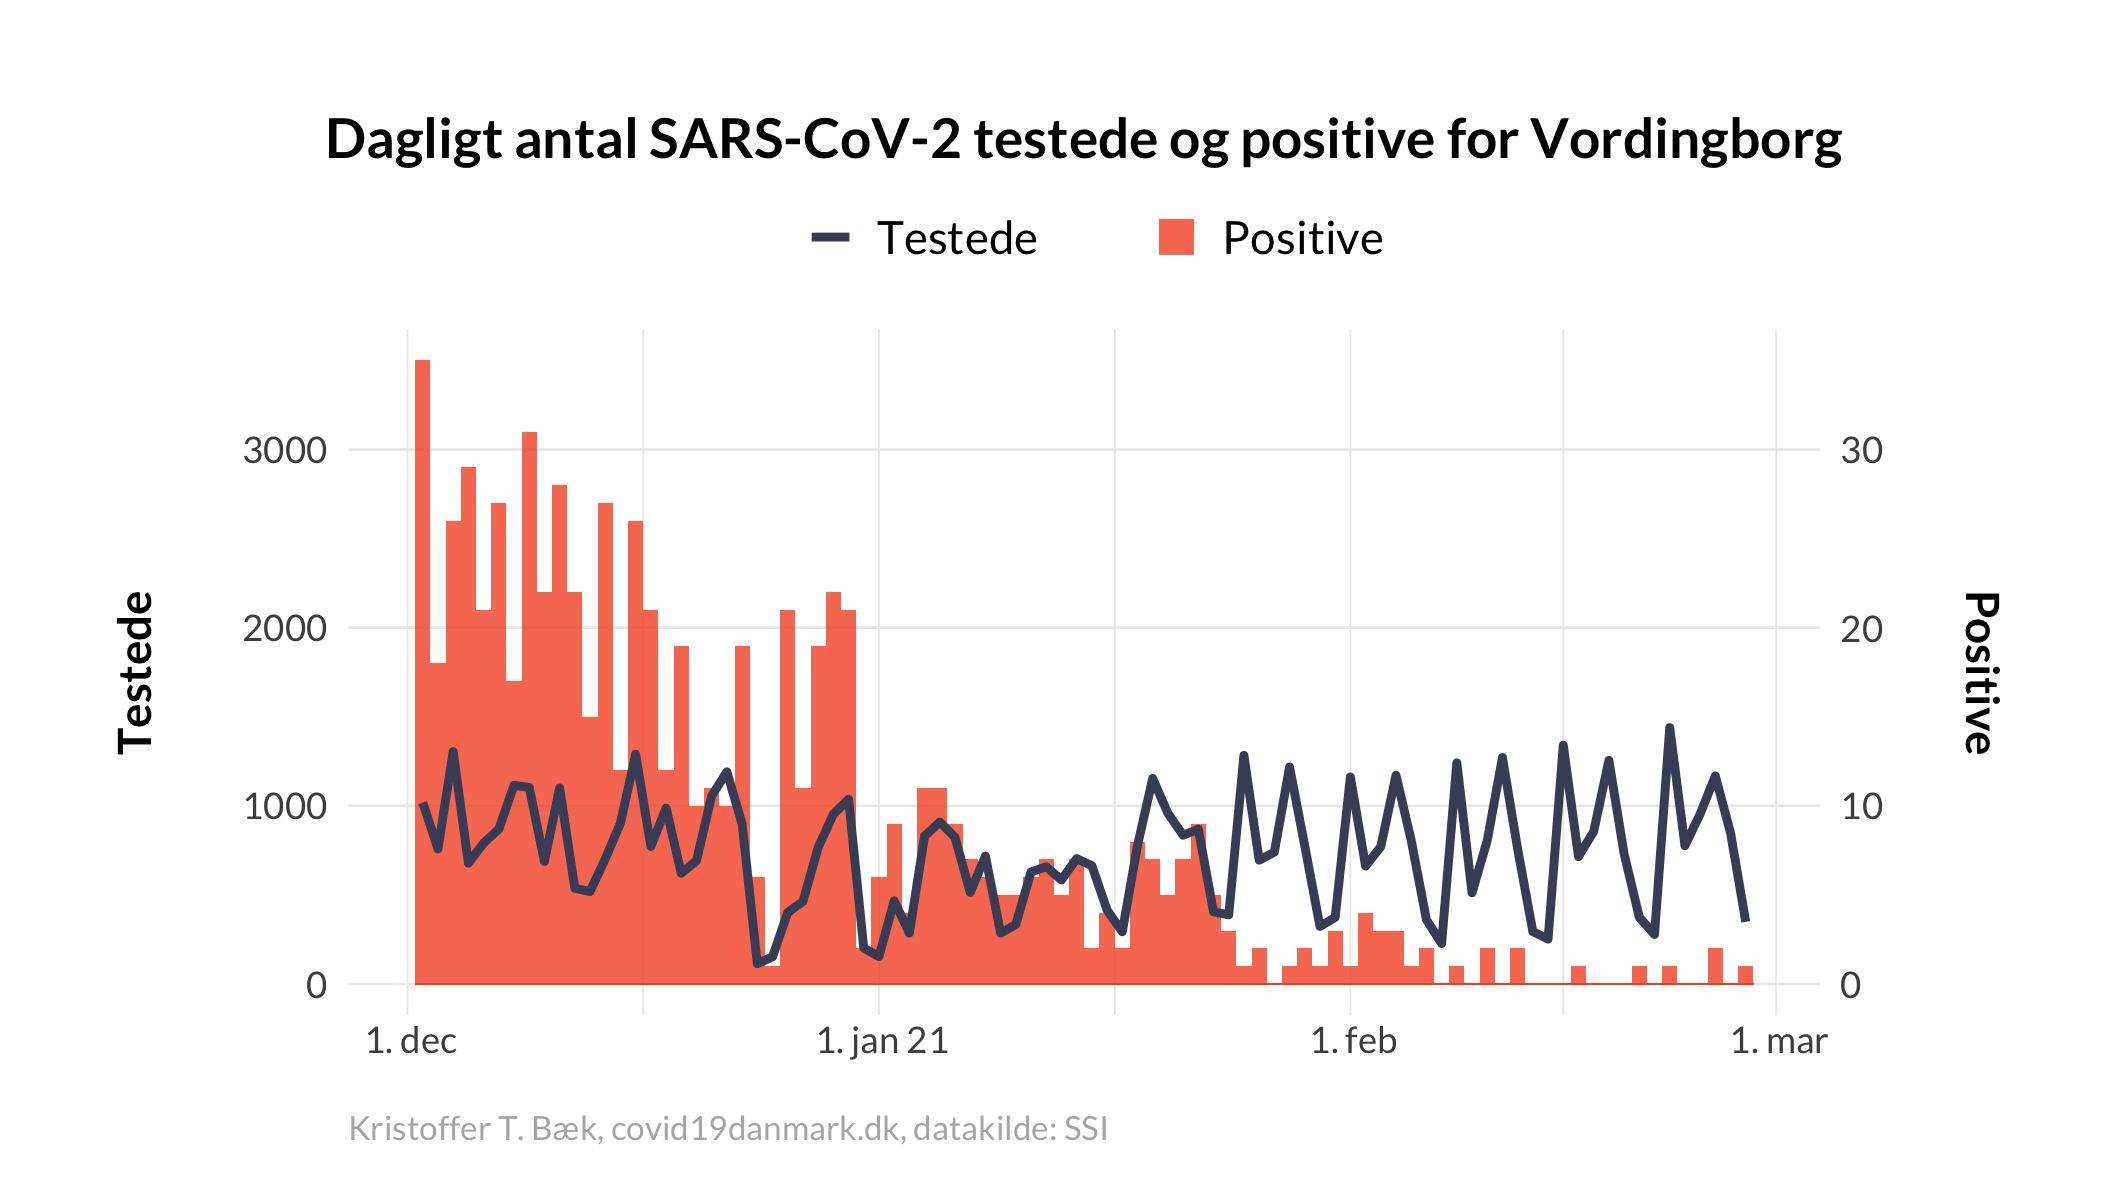 Dagligt antal SARS-CoV-2 testede og positive for Vordingborg
Testede Positive
3000 30
2000 20
1000 10
0 0
Testede
Positive
1. dec 1. jan 21 1. feb 1. mar
Kristoffer T. Bæk, covid19danmark.dk, datakilde: SSI